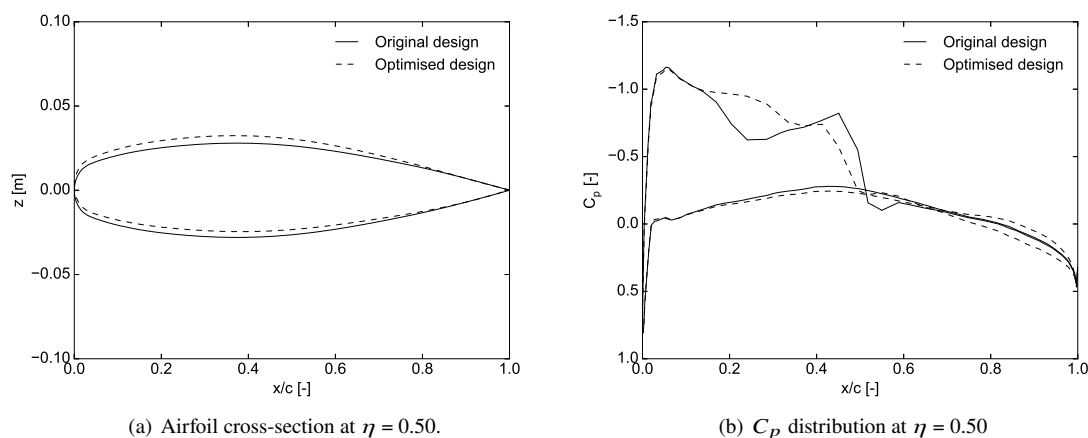 0.10
0.05
0.00
−0.05
−0.10
z [m]
0.0 0.2 0.4 0.6 0.8 1.0
x/c [-]
Original design
Optimised design
(a) Airfoil cross-section at η = 0.50.
−1.5
−1.0
−0.5
0.0
0.5
1.0
Cp [-]
0.0 0.2 0.4 0.6 0.8 1.0
x/c [-]
Original design
Optimised design
(b) Cp distribution at η = 0.50